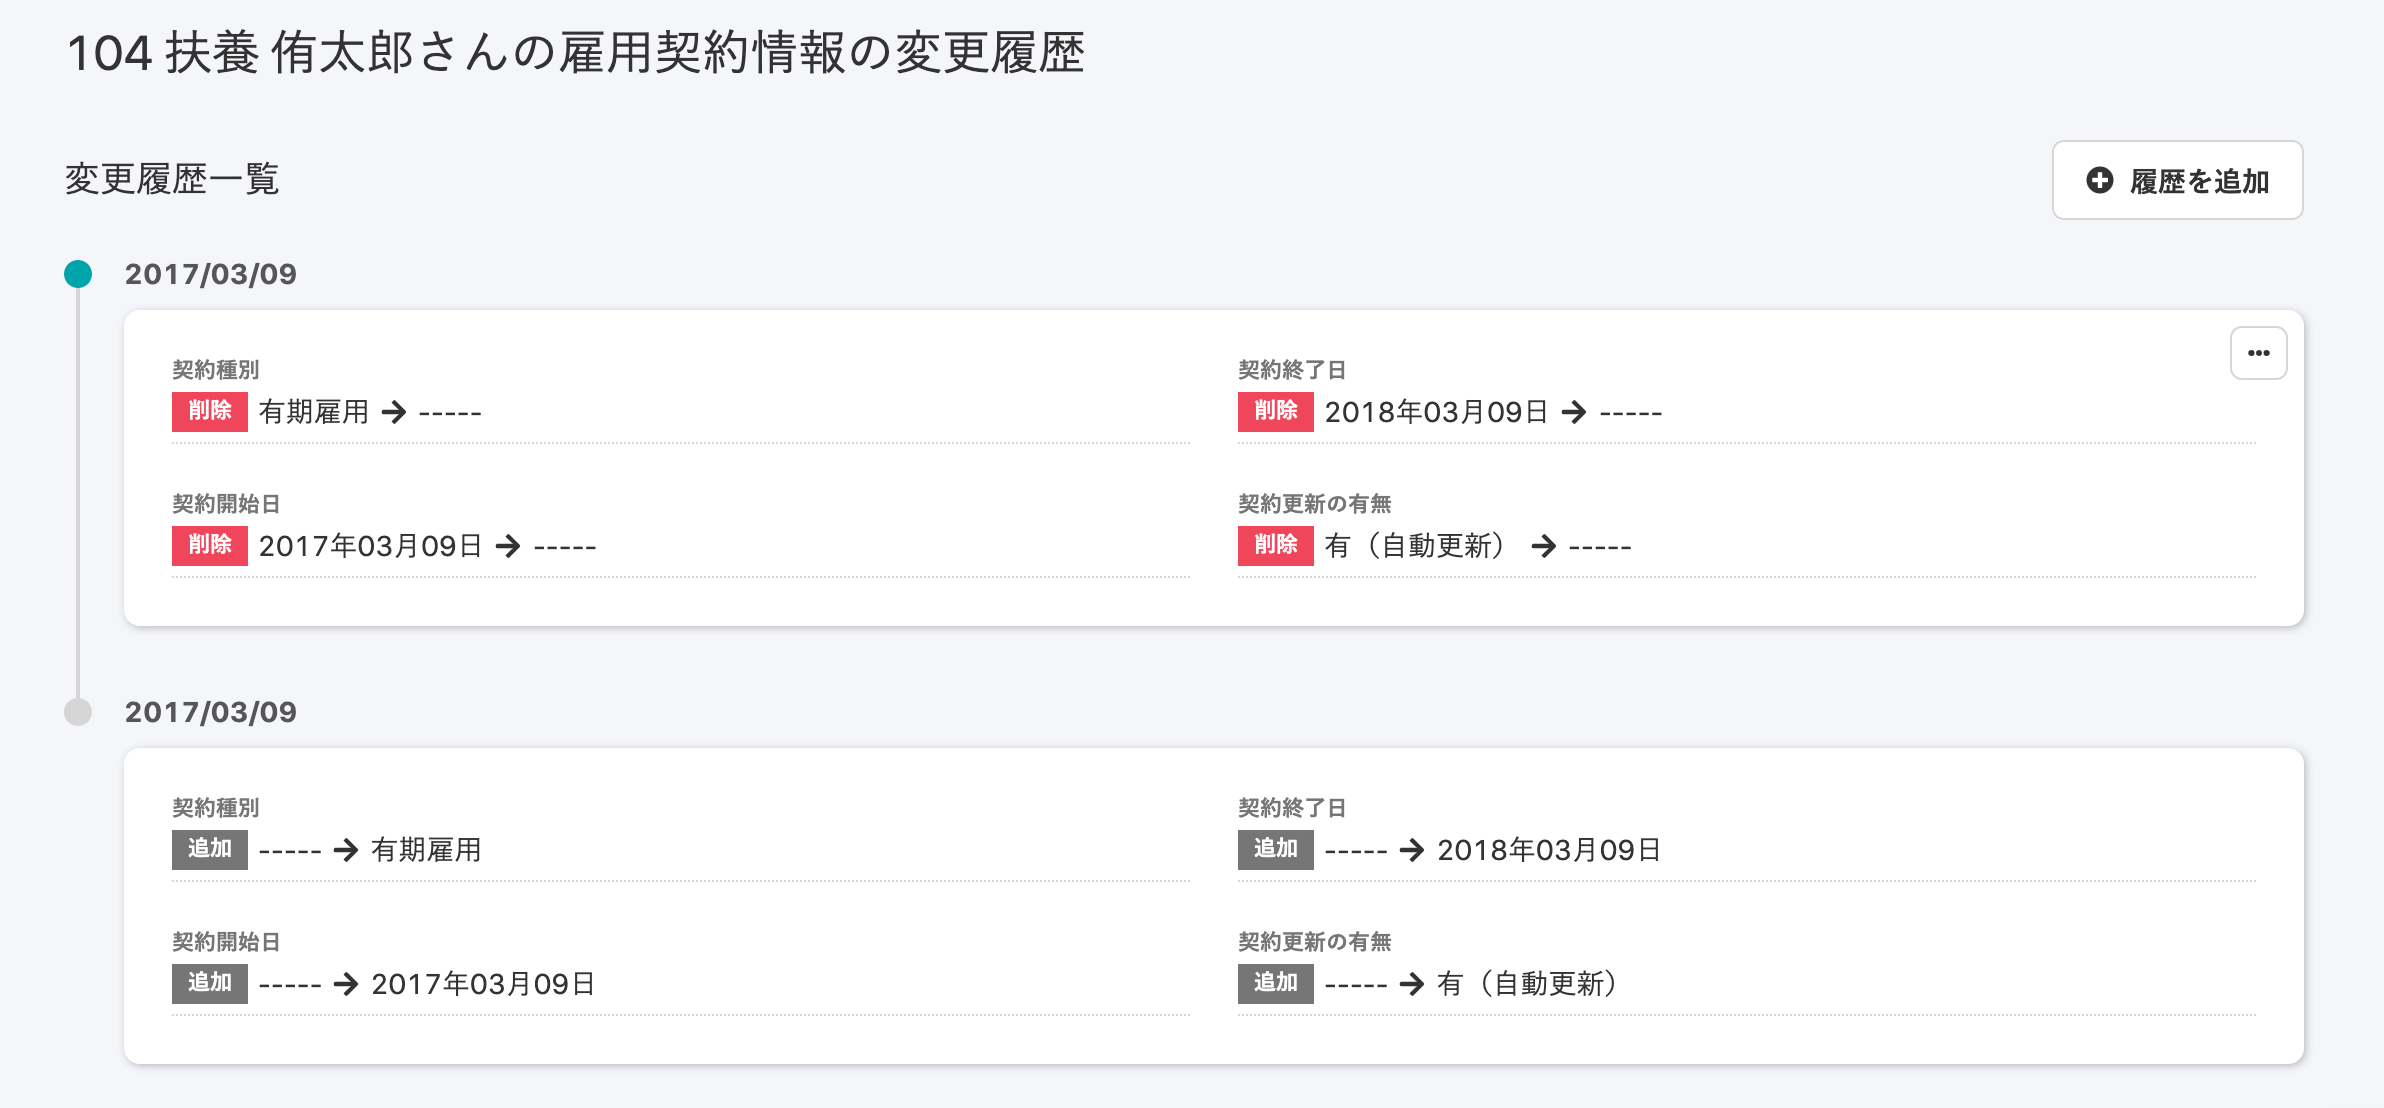 104 扶養 侑太郎さんの雇用契約情報の変更履歴
変更履歴一覧
履歴を追加
2017/03/09
契約種別
削除 有期雇用 → -----
契約終了日
削除 2018年03月09日 → -----
契約開始日
削除 2017年03月09日 → -----
契約更新の有無
削除 有（自動更新） → -----
2017/03/09
契約種別
追加 ----- → 有期雇用
契約終了日
追加 ----- → 2018年03月09日
契約開始日
追加 ----- → 2017年03月09日
契約更新の有無
追加 ----- → 有（自動更新）